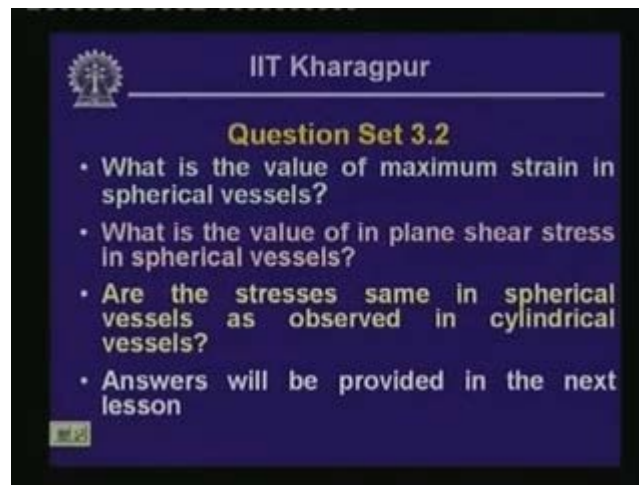 IIT Kharagpur
Question Set 3.2
• What is the value of maximum strain in
spherical vessels?
• What is the value of in plane shear stress
in spherical vessels?
• Are the stresses same in spherical
vessels as observed in cylindrical
vessels?
• Answers will be provided in the next
lesson